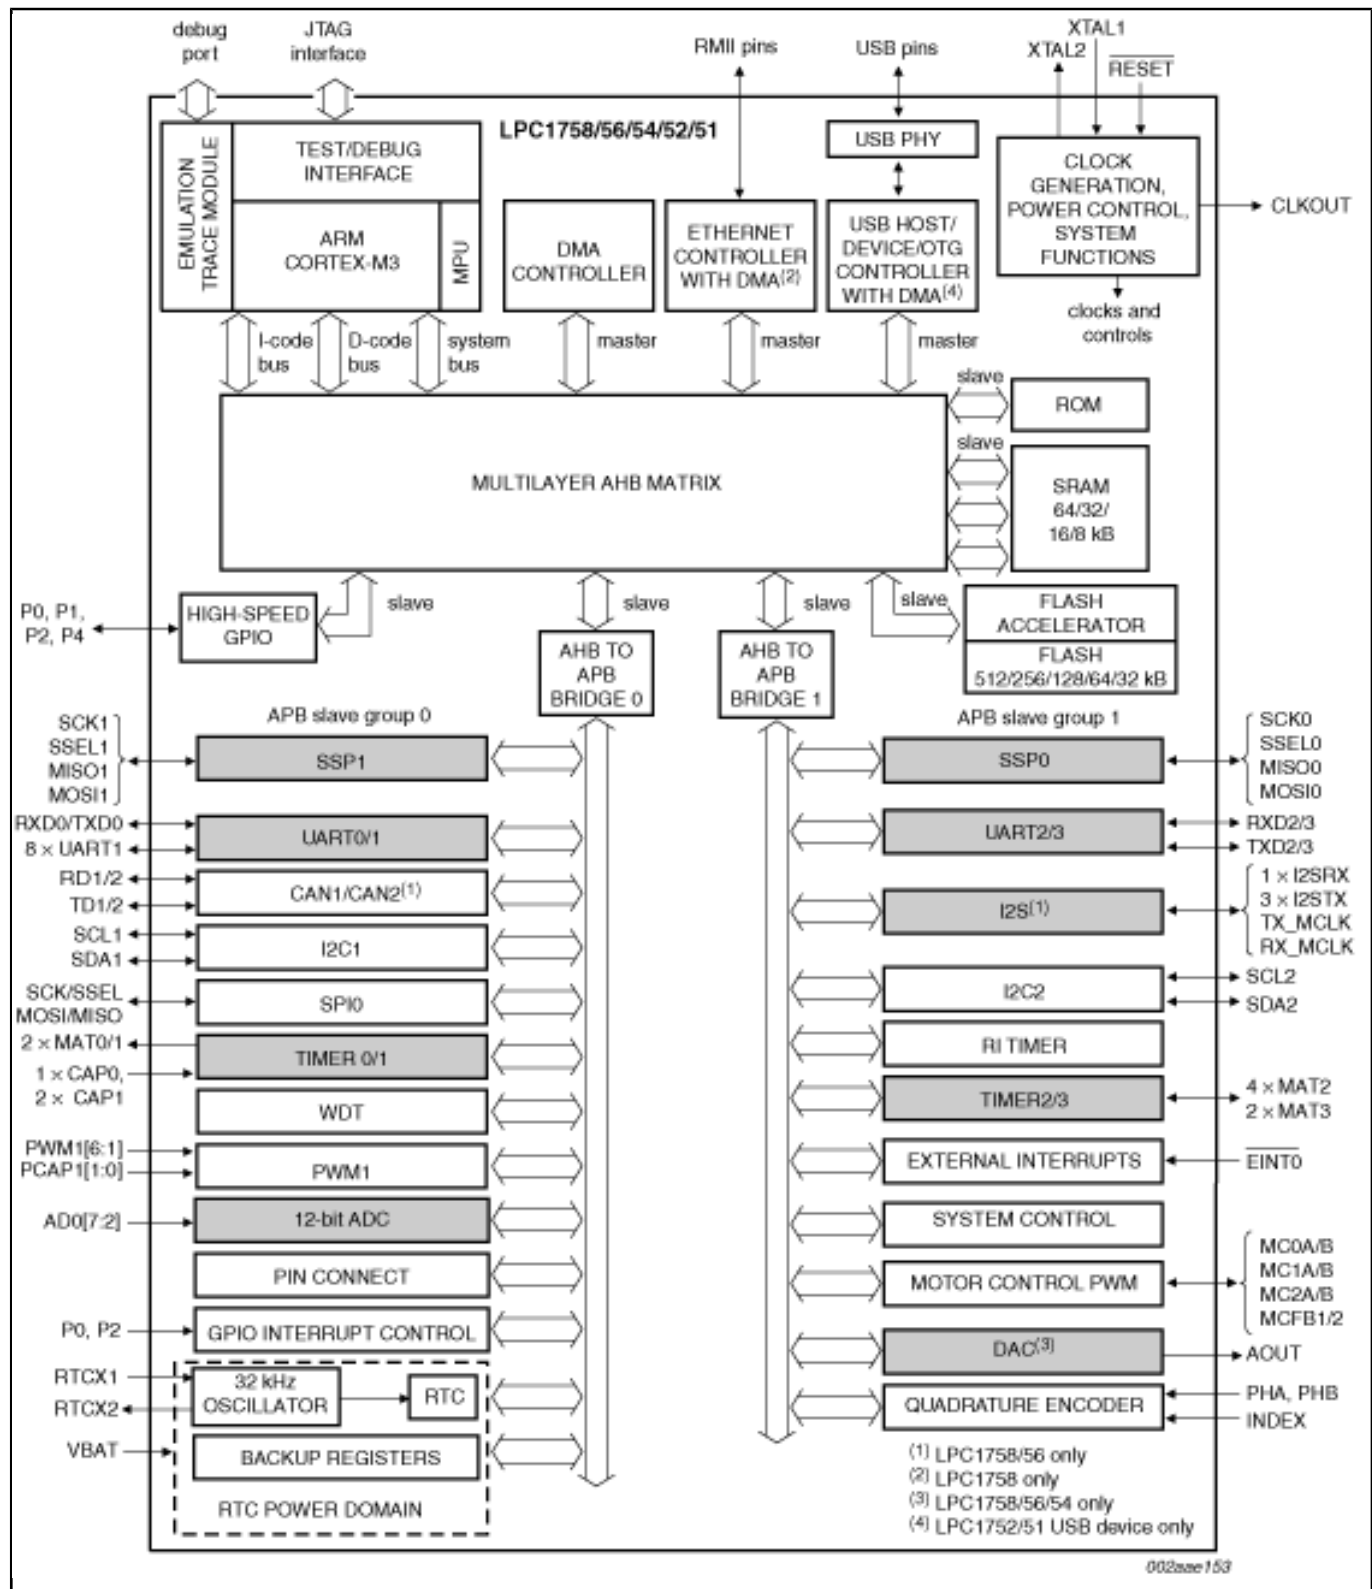 debug
port
JTAG
interface
RMII pins
USB pins
XTAL1
XTAL2
RESET
LPC1758/56/54/52/51
EMULATION
TRACE MODULE
TEST/DEBUG
INTERFACE
ARM
CORTEX-M3
MPU
DMA
CONTROLLER
ETHERNET
CONTROLLER
WITH DMA(2)
USB PHY
USB HOST/
DEVICE/OTG
CONTROLLER
WITH DMA(4)
CLOCK
GENERATION,
POWER CONTROL,
SYSTEM
FUNCTIONS
CLKOUT
clocks and
controls
I-code
bus
D-code
bus
system
bus
master
master
master
slave
ROM
slave
SRAM
64/32/
16/8 kB
MULTILAYER AHB MATRIX
P0, P1,
P2, P4
HIGH-SPEED
GPIO
slave
slave
slave
slave
FLASH
ACCELERATOR
FLASH
512/256/128/64/32 kB
AHB TO
APB
BRIDGE 0
AHB TO
APB
BRIDGE 1
APB slave group 0
APB slave group 1
SCK1
SSEL1
MISO1
MOSI1
SSP1
RXD0/TXD0
8 × UART1
UART0/1
RD1/2
TD1/2
CAN1/CAN2(1)
SCL1
SDA1
I2C1
SCK/SSEL
MOSI/MISO
SPI0
2 × MAT0/1
1 × CAP0,
2 × CAP1
TIMER 0/1
WDT
PWM1[6:1]
PCAP1[1:0]
PWM1
AD0[7:2]
12-bit ADC
PIN CONNECT
P0, P2
GPIO INTERRUPT CONTROL
RTCX1
RTCX2
32 kHz
OSCILLATOR
RTC
VBAT
BACKUP REGISTERS
RTC POWER DOMAIN
SSP0
SCK0
SSEL0
MISO0
MOSI0
UART2/3
RXD2/3
TXD2/3
I2S(1)
1 × I2SRX
3 × I2STX
TX_MCLK
RX_MCLK
I2C2
SCL2
SDA2
RI TIMER
TIMER2/3
4 × MAT2
2 × MAT3
EXTERNAL INTERRUPTS
EINT0
SYSTEM CONTROL
MOTOR CONTROL PWM
MC0A/B
MC1A/B
MC2A/B
MCFB1/2
DAC(3)
AOUT
QUADRATURE ENCODER
PHA, PHB
INDEX
(1) LPC1758/56 only
(2) LPC1758 only
(3) LPC1758/56/54 only
(4) LPC1752/51 USB device only
002aae153